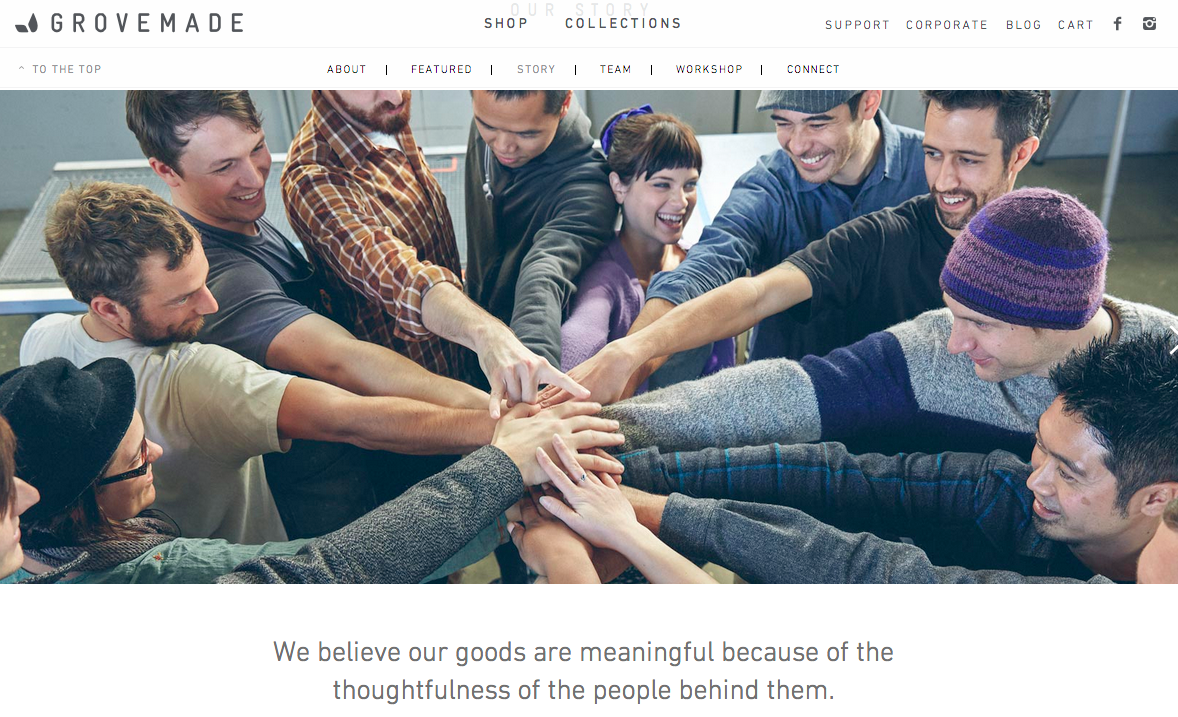 OUR STORY
GROVEMADE
SHOP COLLECTIONS
SUPPORT CORPORATE BLOG CART
^ TO THE TOP
ABOUT | FEATURED | STORY | TEAM | WORKSHOP | CONNECT
We believe our goods are meaningful because of the
thoughtfulness of the people behind them.